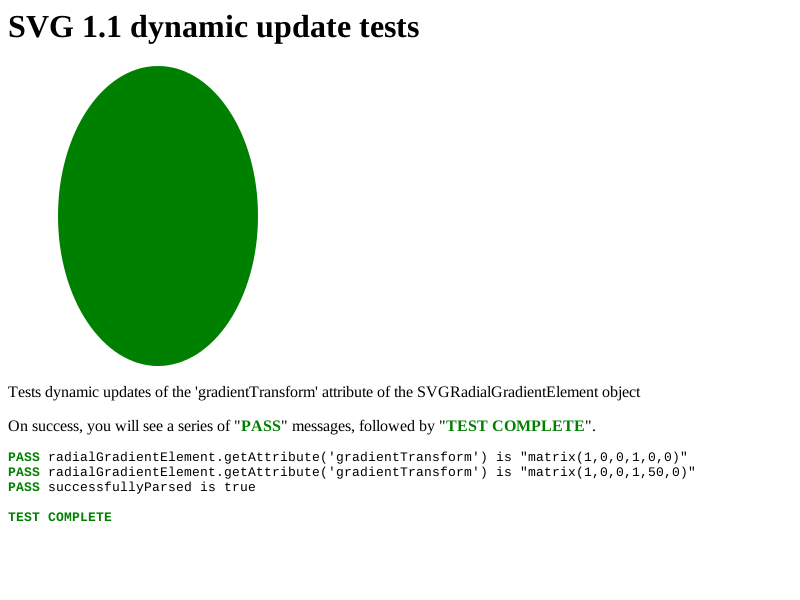 SVG 1.1 dynamic update tests
Tests dynamic updates of the 'gradientTransform' attribute of the SVGRadialGradientElement object
On success, you will see a series of "PASS" messages, followed by "TEST COMPLETE".
PASS radialGradientElement.getAttribute('gradientTransform') is "matrix(1,0,0,1,0,0)"
PASS radialGradientElement.getAttribute('gradientTransform') is "matrix(1,0,0,1,50,0)"
PASS successfullyParsed is true
TEST COMPLETE